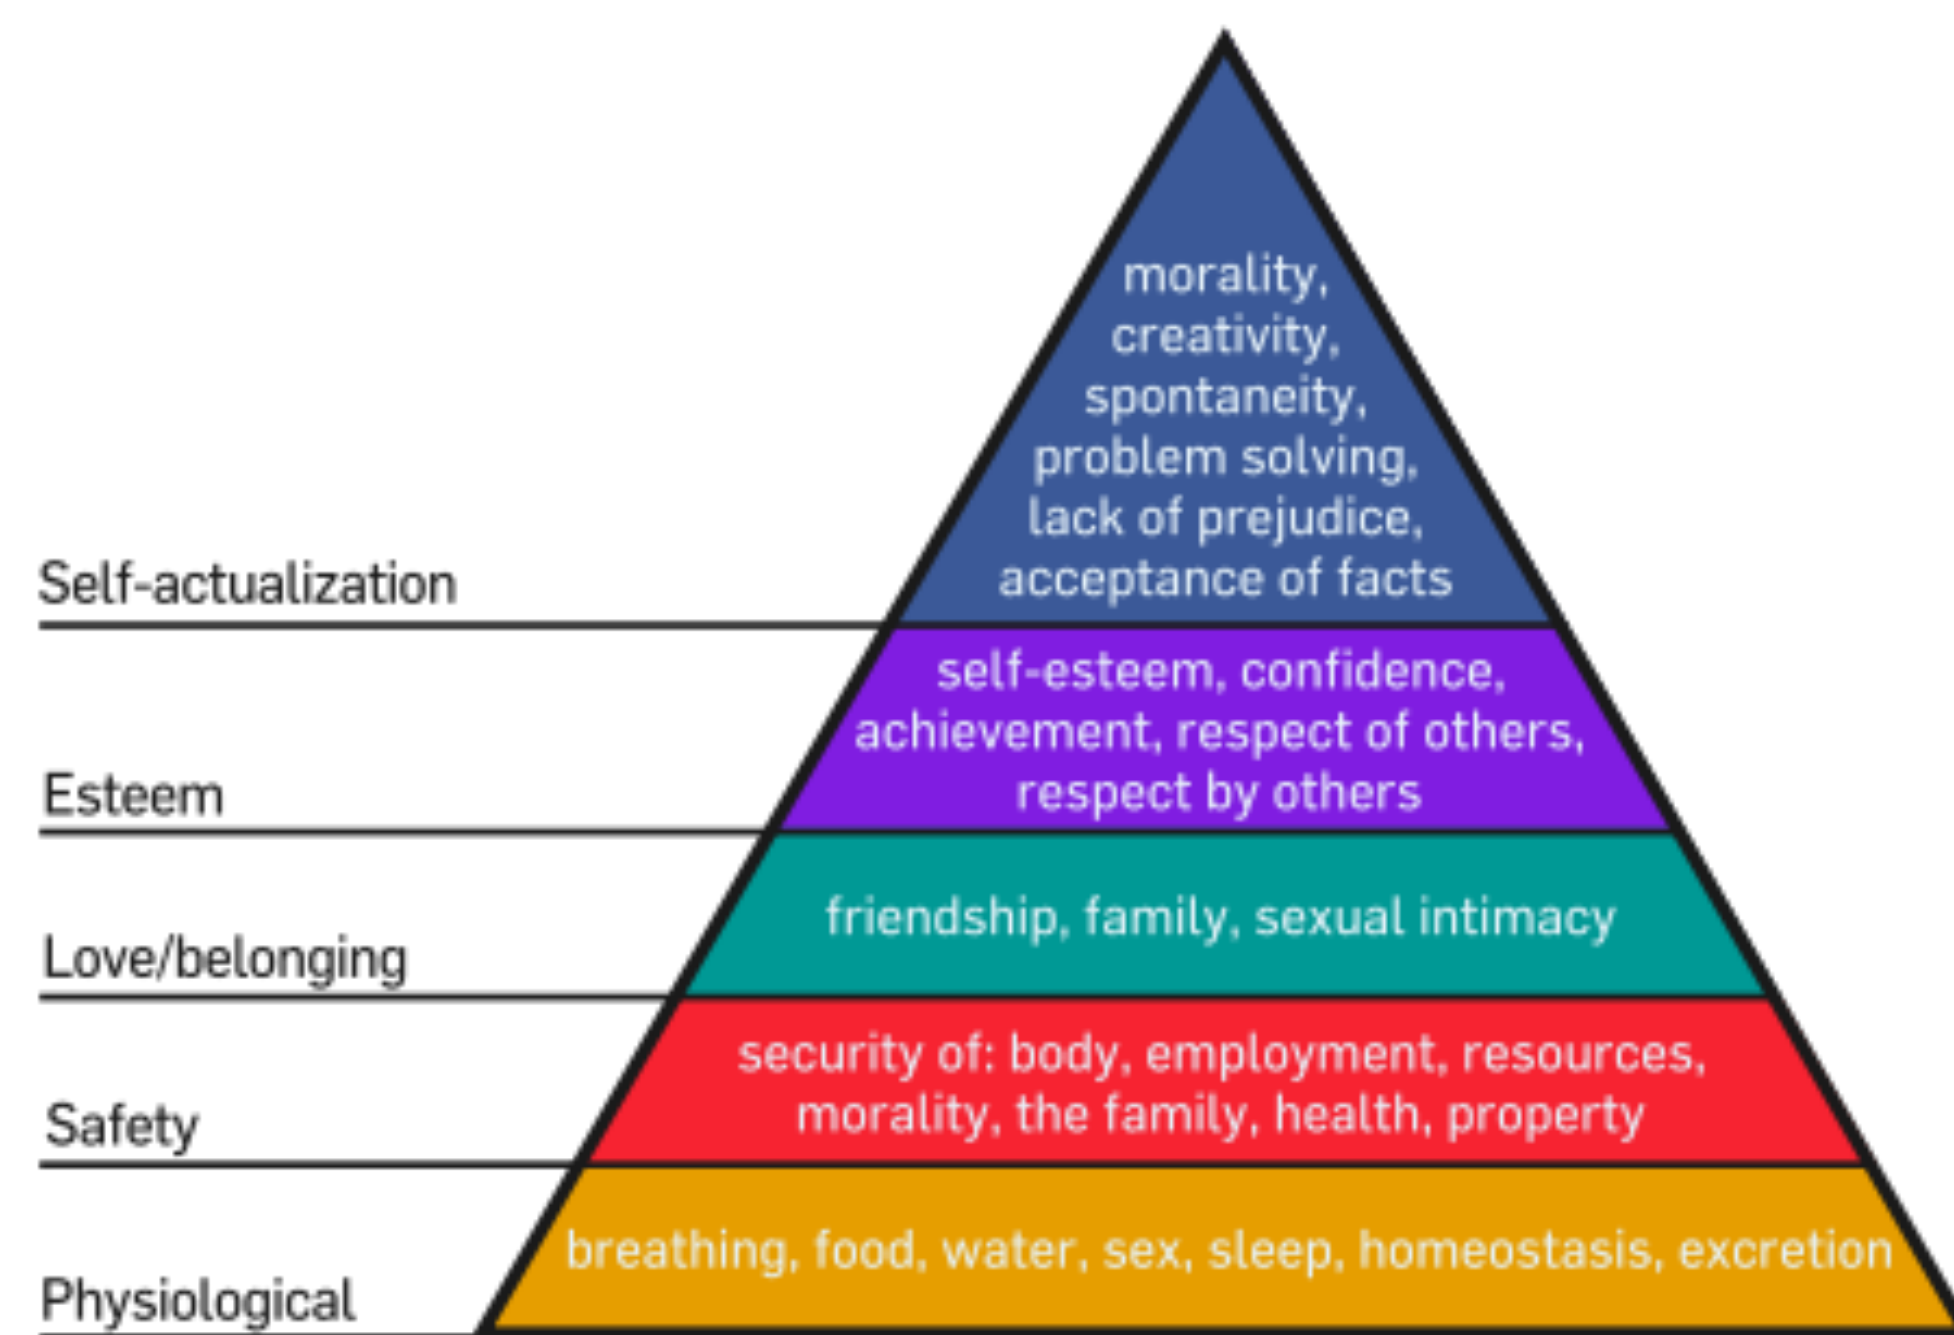 morality,
creativity,
spontaneity,
problem solving,
lack of prejudice,
acceptance of facts
Self-actualization
self-esteem, confidence,
achievement, respect of others,
respect by others
Esteem
friendship, family, sexual intimacy
Love/belonging
security of: body, employment, resources,
morality, the family, health, property
Safety
breathing, food, water, sex, sleep, homeostasis, excretion
Physiological